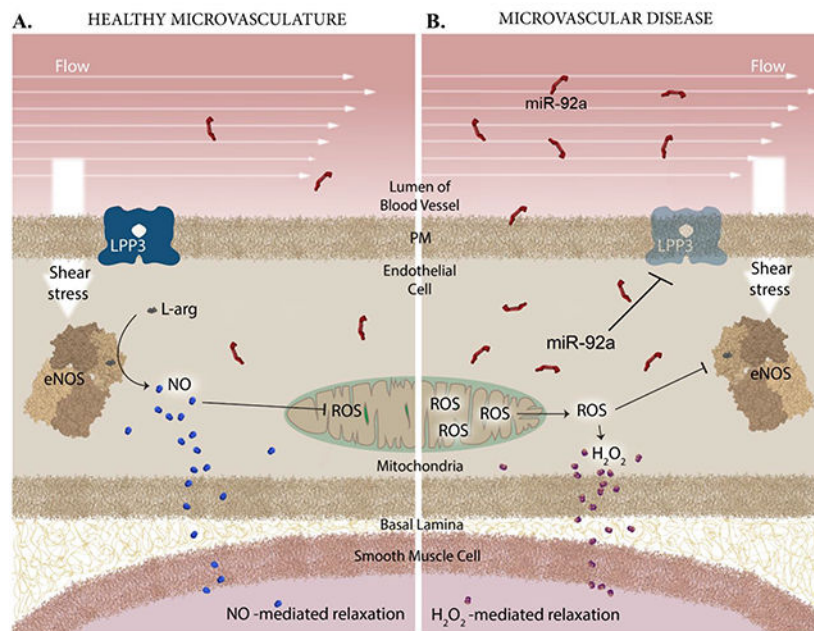 A. HEALTHY MICROVASCULATURE
B. MICROVASCULAR DISEASE
Flow
Flow
miR-92a
Lumen of
Blood Vessel
LPP3
PM
LPP3
Endothelial
Cell
Shear
stress
Shear
stress
L-arg
miR-92a
eNOS
NO
eNOS
ROS
ROS
ROS
ROS
ROS
H₂O₂
Mitochondria
Basal Lamina
Smooth Muscle Cell
NO -mediated relaxation
H₂O₂-mediated relaxation